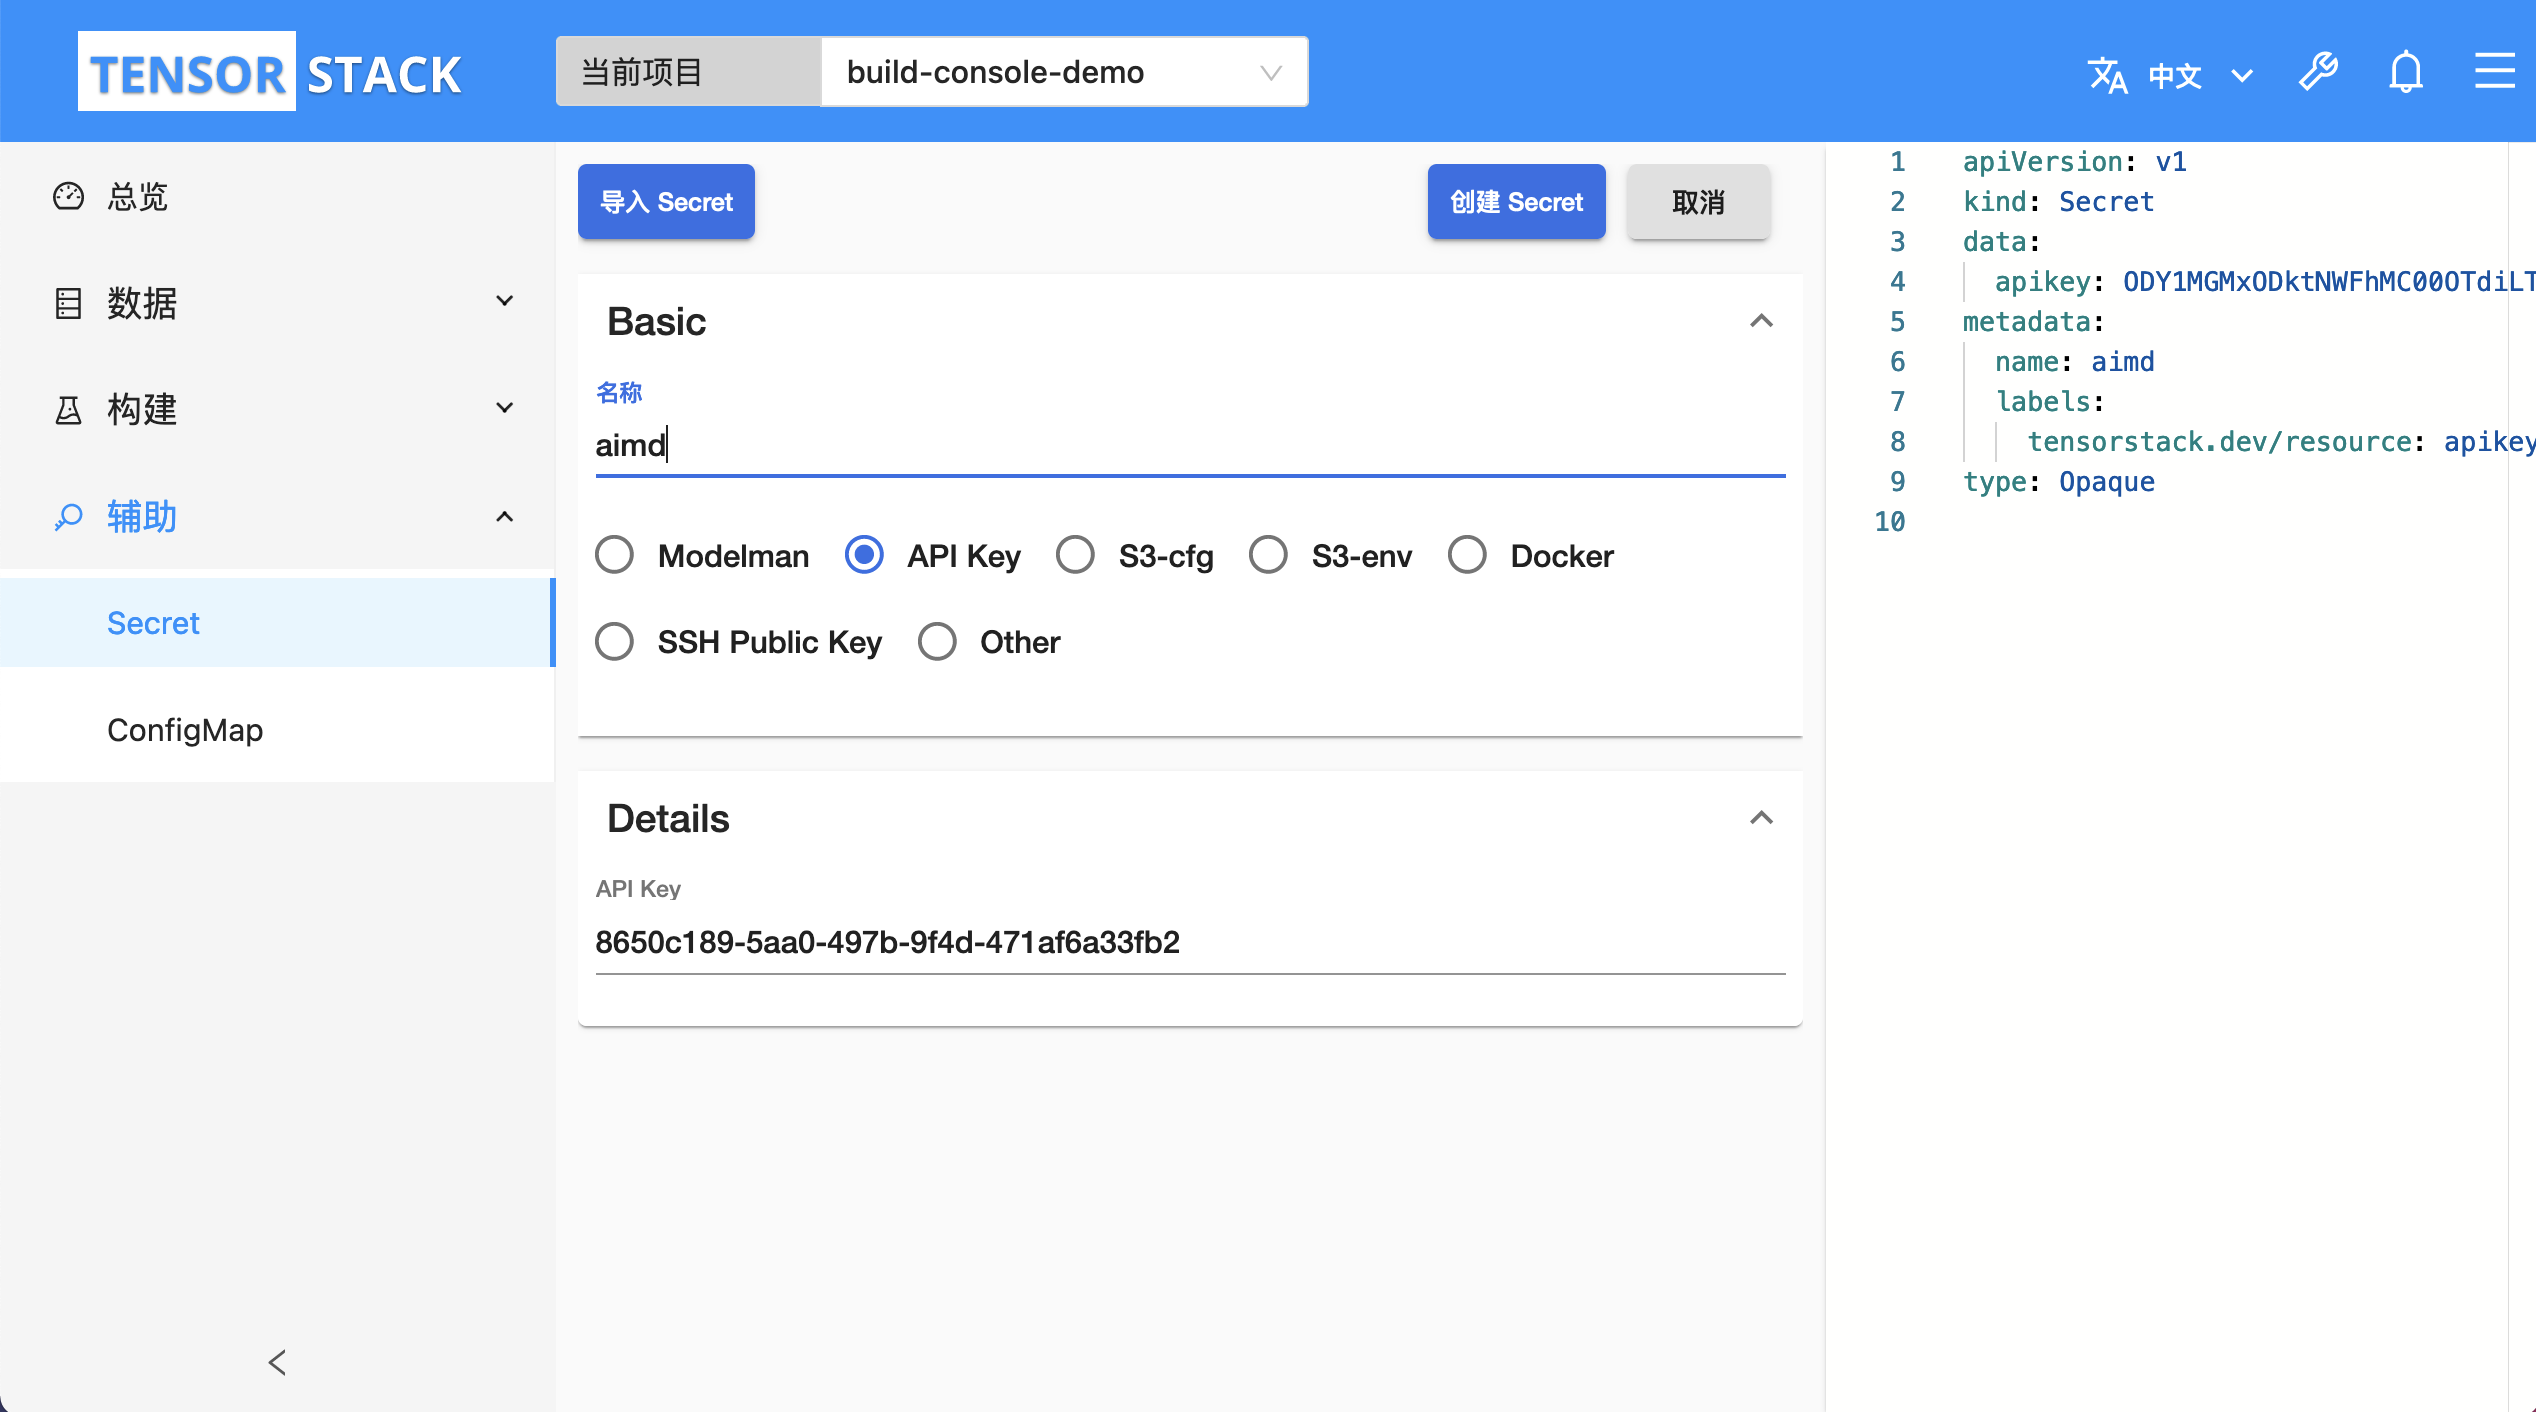 TENSOR STACK
当前项目 build-console-demo
中文
总览
数据
构建
辅助
Secret
ConfigMap
导入 Secret
创建 Secret
取消
Basic
名称
aimd
Modelman API Key S3-cfg S3-env Docker
SSH Public Key Other
Details
API Key
8650c189-5aa0-497b-9f4d-471af6a33fb2
1 apiVersion: v1
2 kind: Secret
3 data:
4 apikey: ODY1MGMxODktNWFhMC00OTdiLT
5 metadata:
6 name: aimd
7 labels:
8 tensorstack.dev/resource: apikey
9 type: Opaque
10